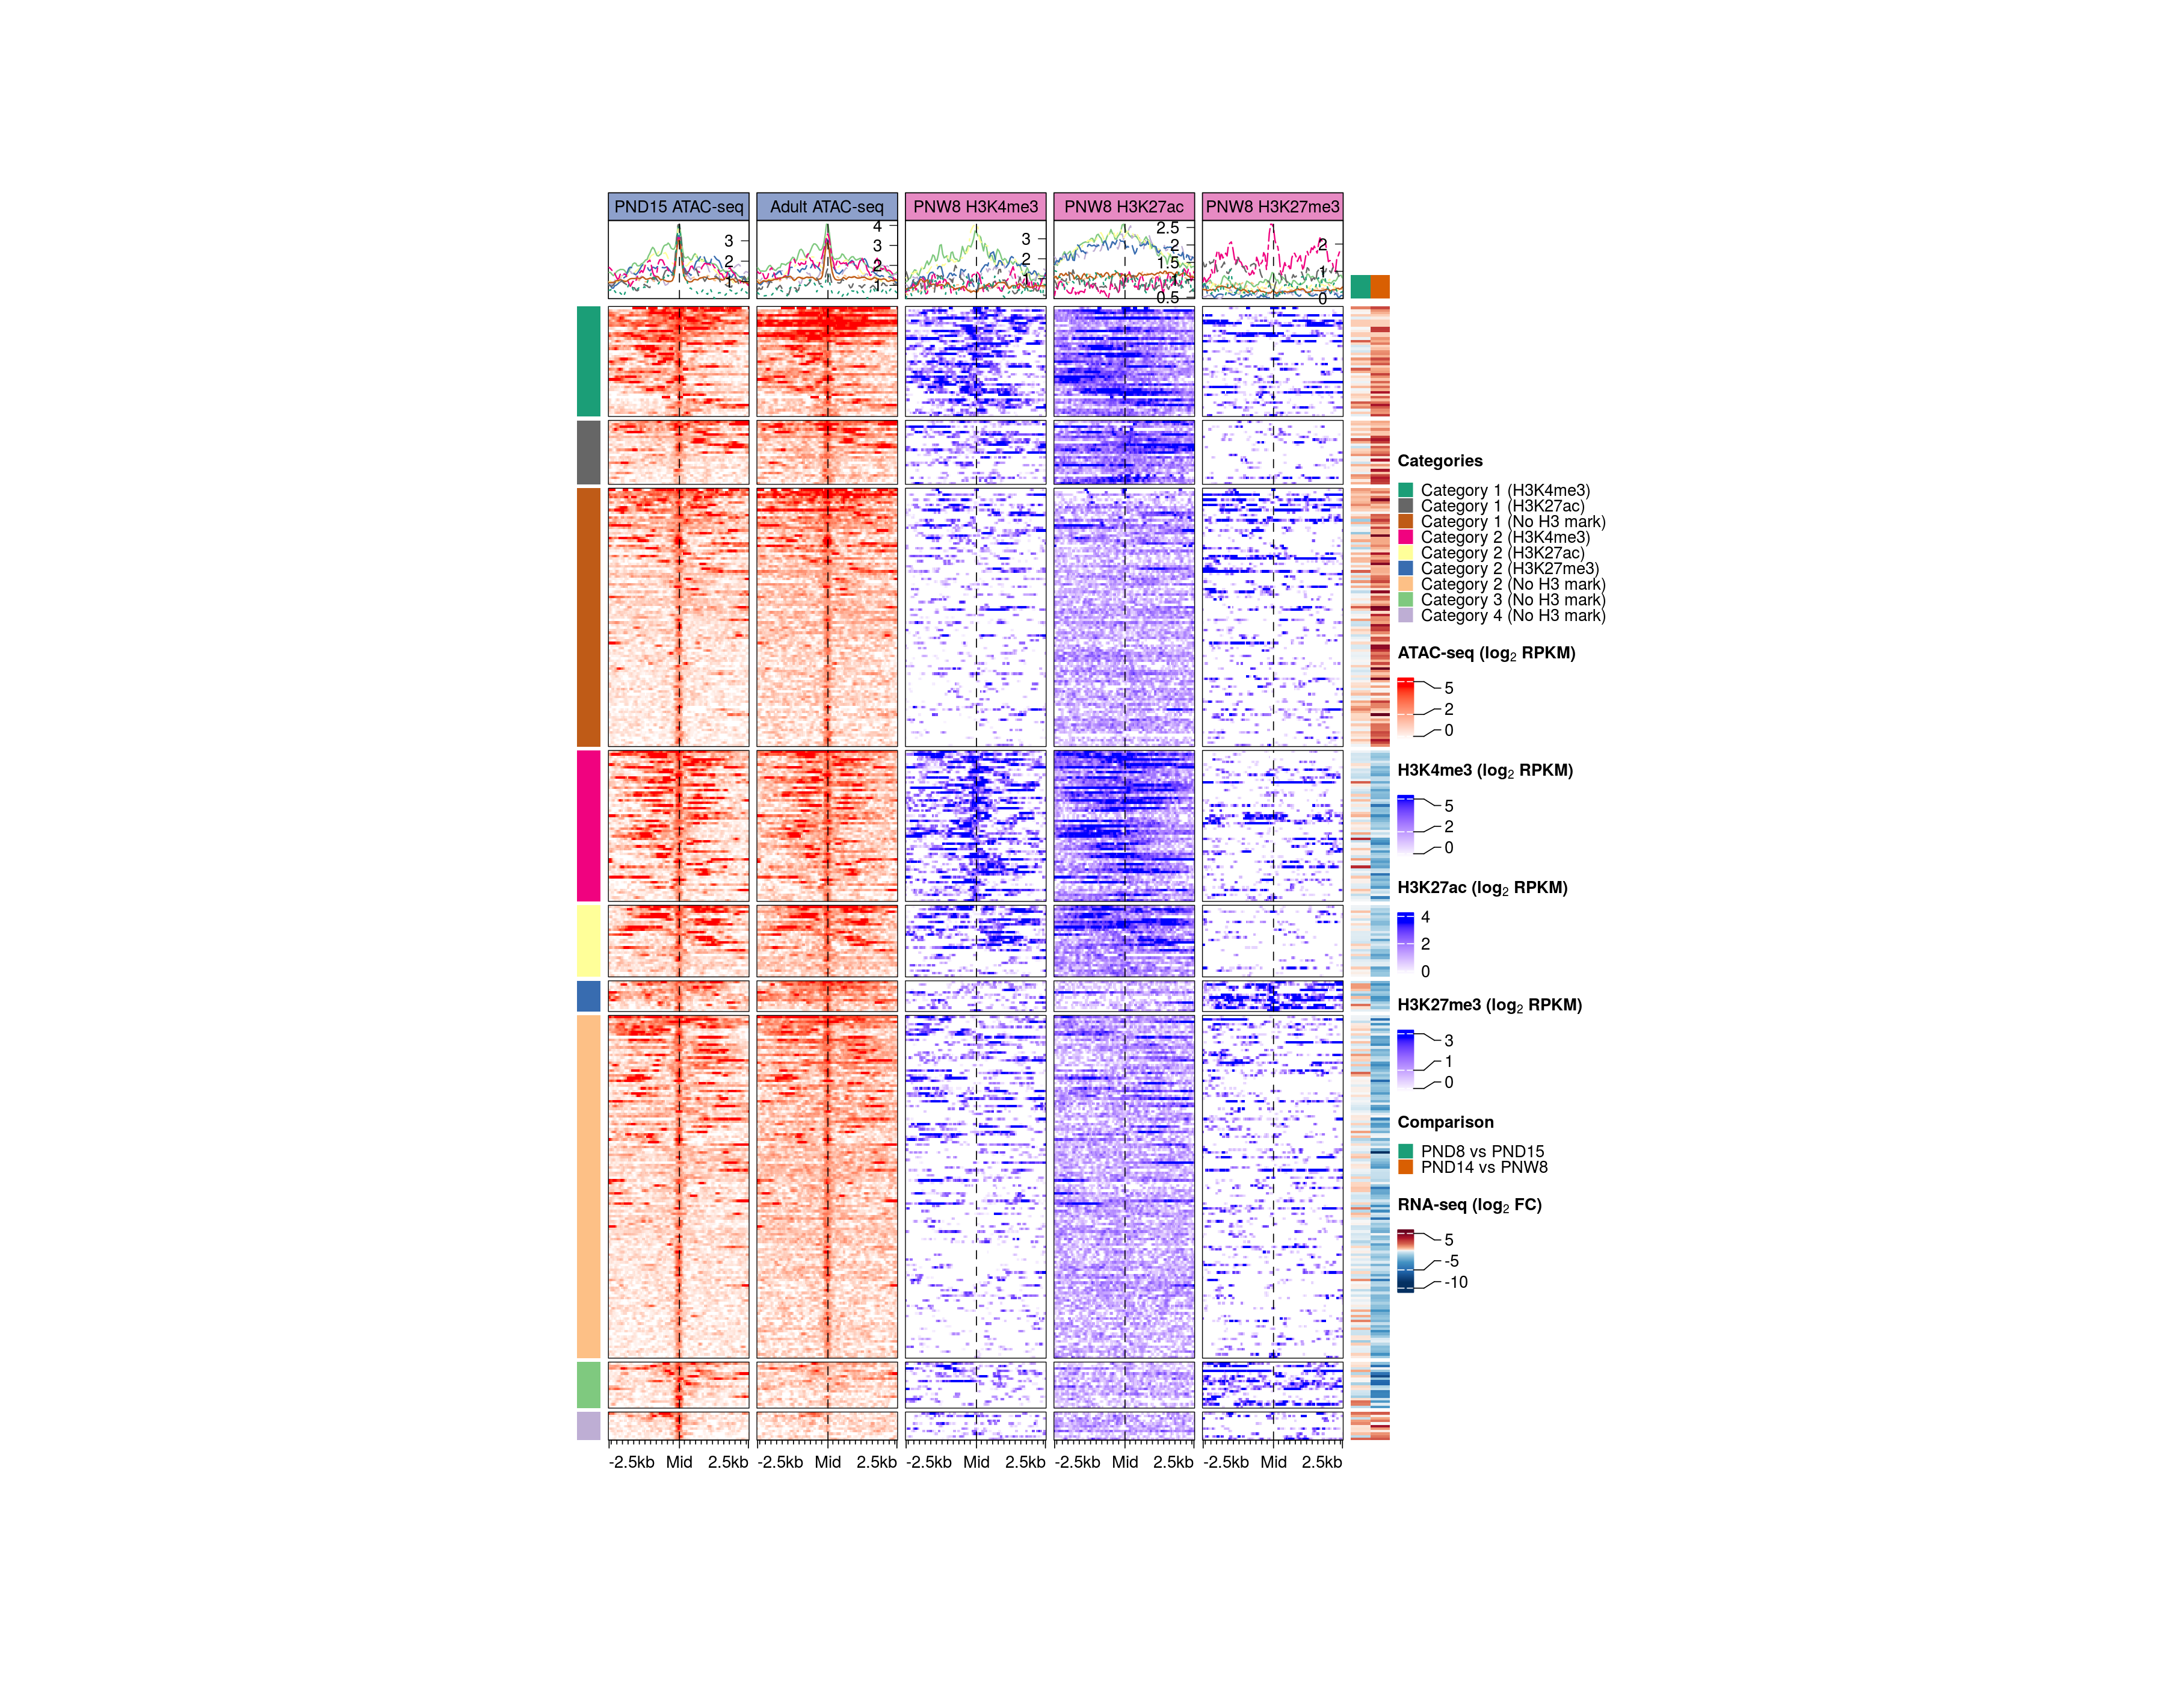 PND15 ATAC-seq
Adult ATAC-seq
PNW8 H3K4me3
PNW8 H3K27ac
PNW8 H3K27me3
3
2
1
4
3
2
1
3
2
1
2.5
2
1.5
1
0.5
2
1
0
Categories
Category 1 (H3K4me3)
Category 1 (H3K27ac)
Category 1 (No H3 mark)
Category 2 (H3K4me3)
Category 2 (H3K27ac)
Category 2 (H3K27me3)
Category 2 (No H3 mark)
Category 3 (No H3 mark)
Category 4 (No H3 mark)
ATAC-seq (log₂ RPKM)
5
2
0
H3K4me3 (log₂ RPKM)
5
2
0
H3K27ac (log₂ RPKM)
4
2
0
H3K27me3 (log₂ RPKM)
3
1
0
Comparison
PND8 vs PND15
PND14 vs PNW8
RNA-seq (log₂ FC)
5
-5
-10
-2.5kb Mid 2.5kb
-2.5kb Mid 2.5kb
-2.5kb Mid 2.5kb
-2.5kb Mid 2.5kb
-2.5kb Mid 2.5kb